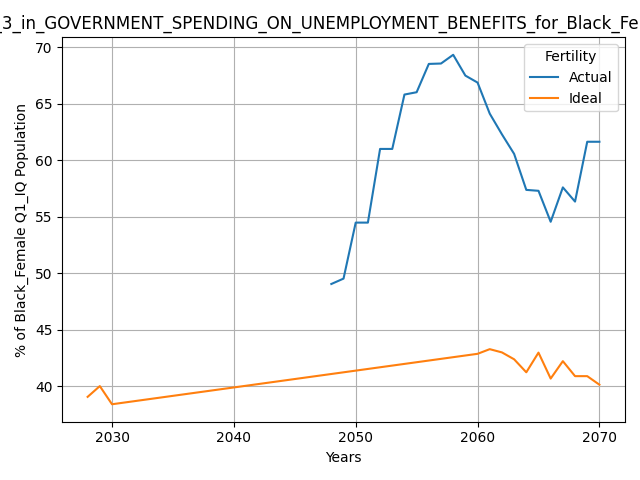 _3_in_GOVERNMENT_SPENDING_ON_UNEMPLOYMENT_BENEFITS_for_Black_Fe
Fertility
Actual
Ideal
% of Black_Female Q1_IQ Population
70
65
60
55
50
45
40
2030 2040 2050 2060 2070
Years